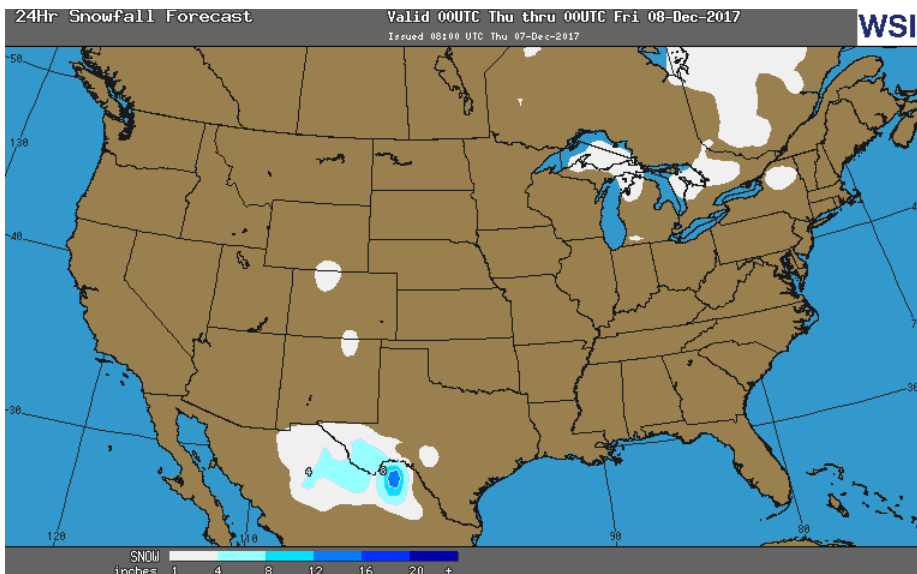 24Hr Snowfall Forecast
Valid 00UTC Thu thru 00UTC Fri 08-Dec-2017
Issued 08:00 UTC Thu 07-Dec-2017
WSI
50
130
40
30
4
8
120
110
90
80
30
SNOW
inches 1 4 8 12 16 20 +